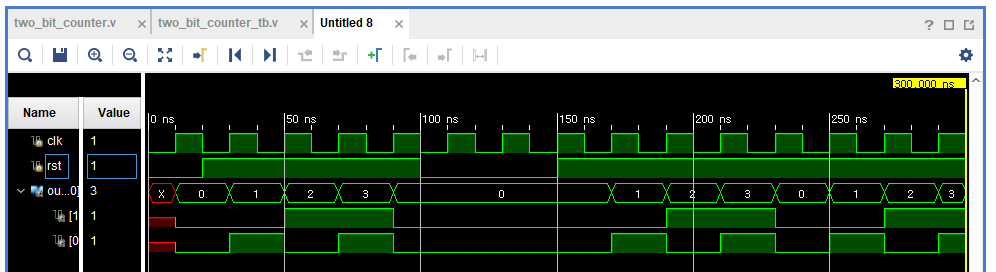 two_bit_counter.v × two_bit_counter_tb.v × Untitled 8 × ? 
300.000 ns
Name Value
0 ns 50 ns 100 ns 150 ns 200 ns 250 ns
clk 1
rst 1
ou...0] 3 X 0 1 2 3 0 1 2 3 0 1 2 3
[1 1
[0 1